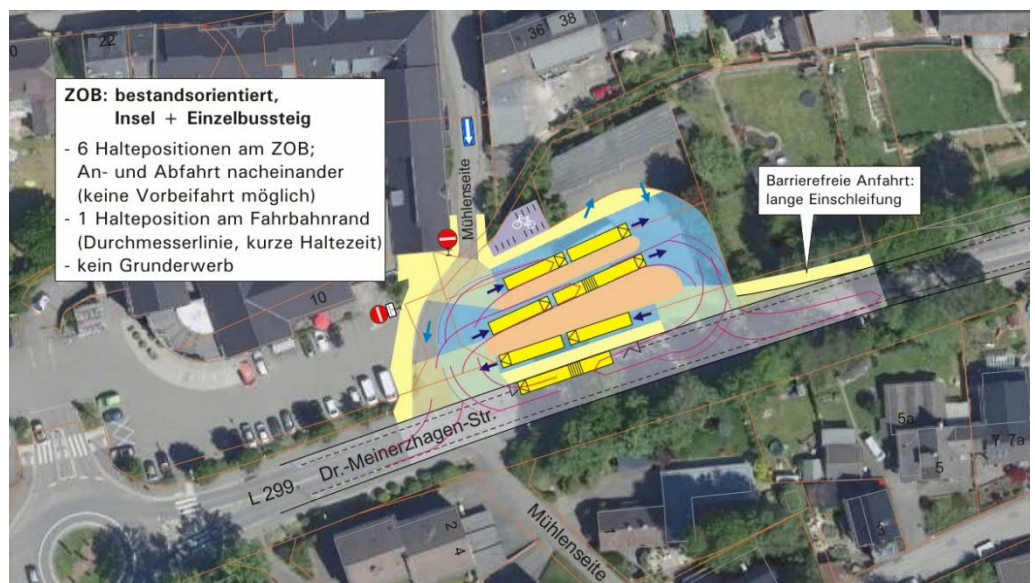 ZOB: bestandsorientiert,
Insel + Einzelbussteig
- 6 Haltepositionen am ZOB;
An- und Abfahrt nacheinander
(keine Vorbeifahrt möglich)
- 1 Halteposition am Fahrbahnrand
(Durchmesserlinie, kurze Haltezeit)
- kein Grunderwerb
22
36
38
Mühlenseite
Barrierefreie Anfahrt:
lange Einschleifung
10
L 299, Dr.-Meinerzhagen-Str.
5a
5
7
7a
2
4
1
Mühlenseite